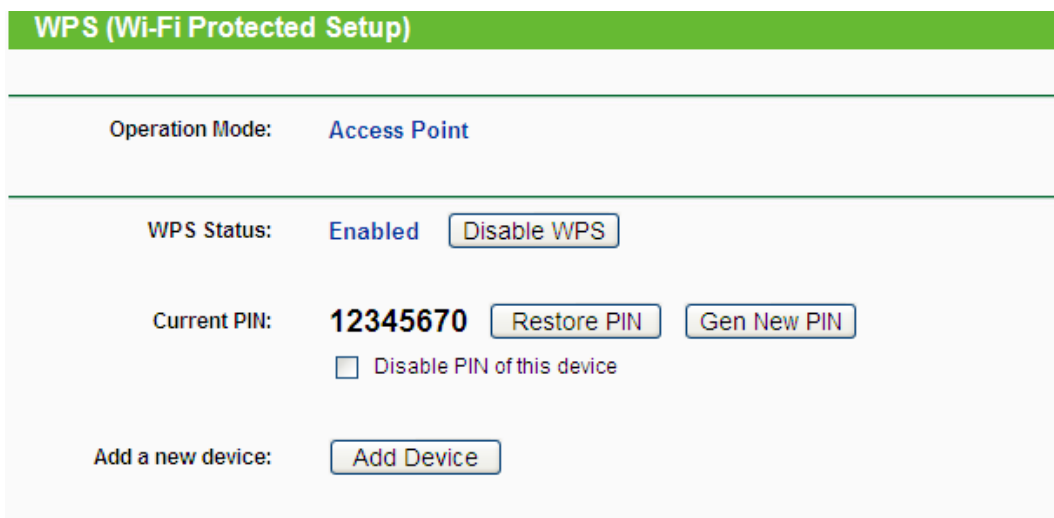 WPS (Wi-Fi Protected Setup)
Operation Mode: Access Point
WPS Status: Enabled Disable WPS
Current PIN: 12345670 Restore PIN Gen New PIN
Disable PIN of this device
Add a new device: Add Device